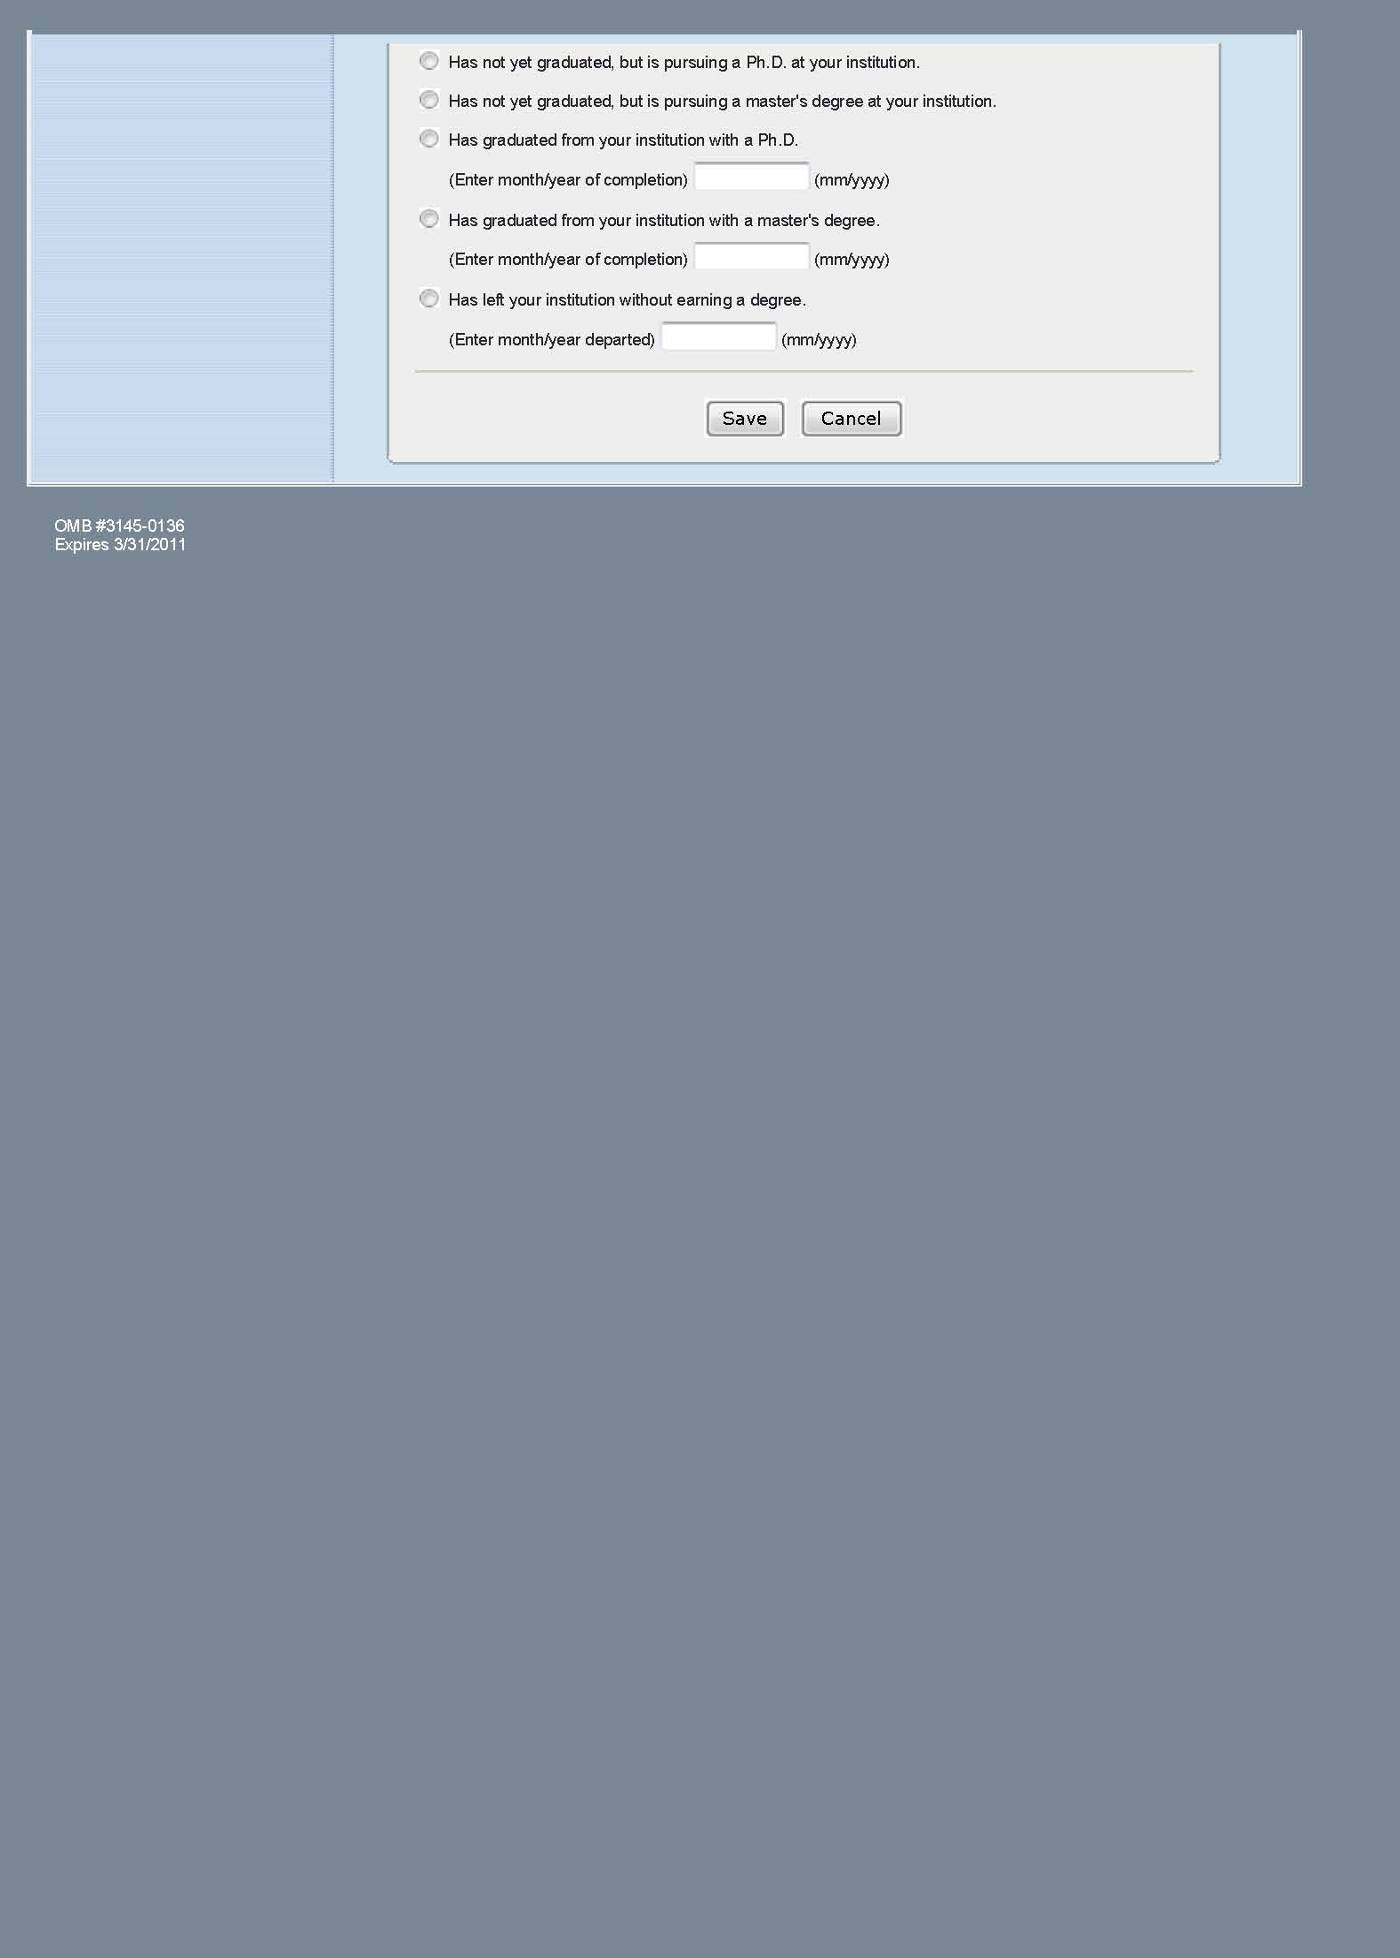 Has not yet graduated, but is pursuing a Ph.D. at your institution.
Has not yet graduated, but is pursuing a master's degree at your institution.
Has graduated from your institution with a Ph.D.
(Enter month/year of completion) (mm/yyyy)
Has graduated from your institution with a master's degree.
(Enter month/year of completion) (mm/yyyy)
Has left your institution without earning a degree.
(Enter month/year departed) (mm/yyyy)
Save Cancel
OMB #3145-0136
Expires 3/31/2011